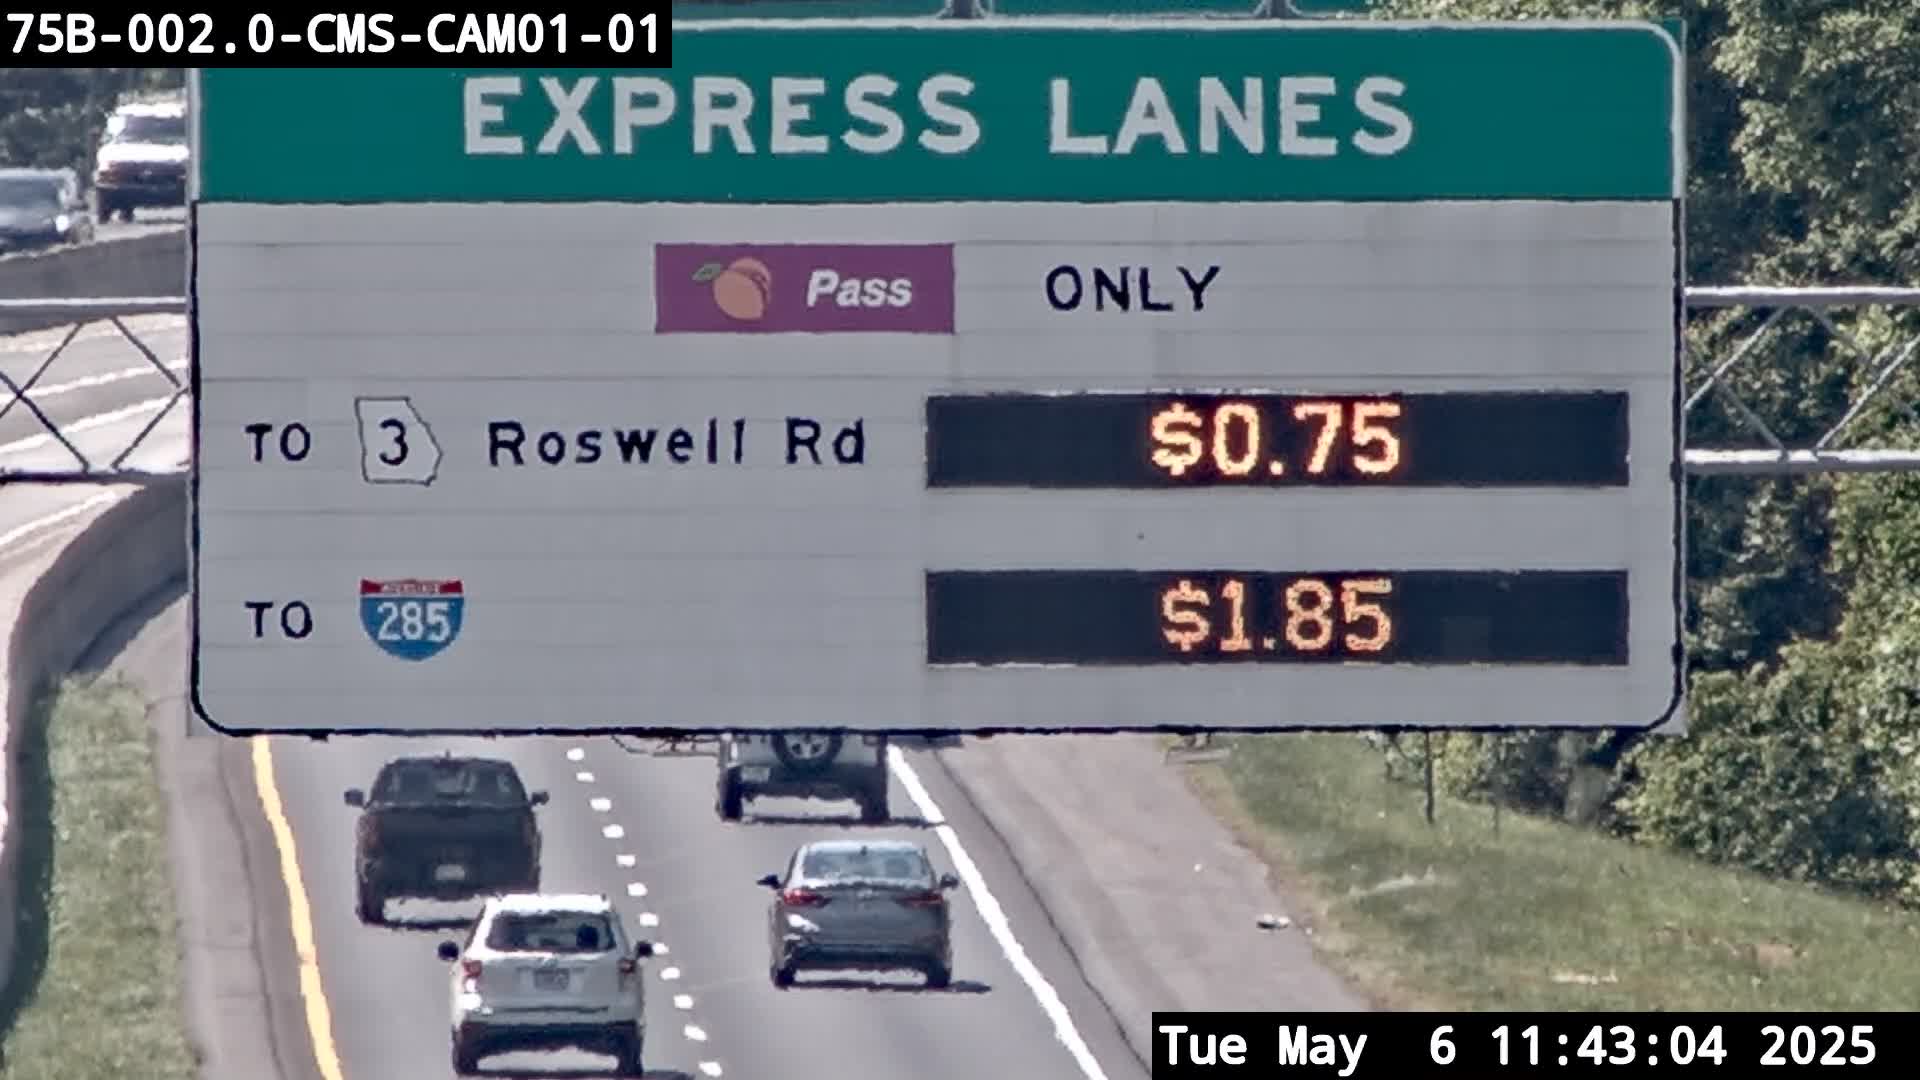 75B-002.0-CMS-CAM01-01
EXPRESS LANES
Pass ONLY
TO 3 Roswell Rd $0.75
INTERSTATE
TO 285 $1.85
Tue May 6 11:43:04 2025